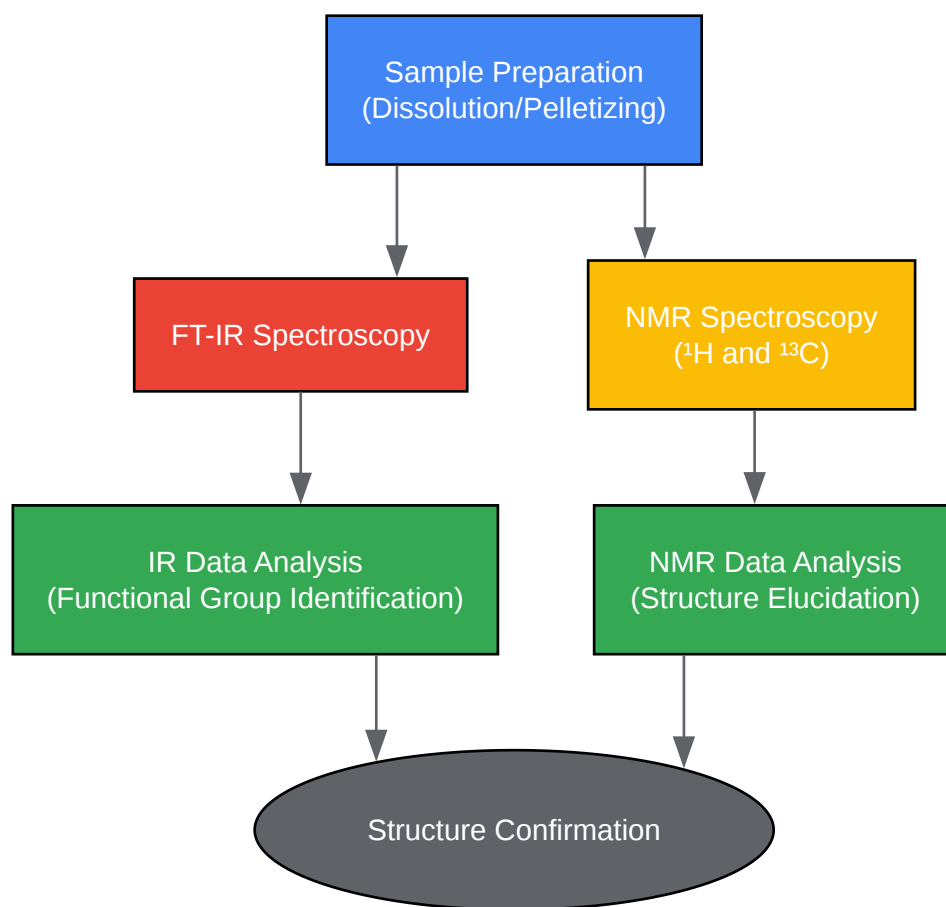 Sample Preparation
(Dissolution/Pelletizing)
FT-IR Spectroscopy
NMR Spectroscopy
(¹H and ¹³C)
IR Data Analysis
(Functional Group Identification)
NMR Data Analysis
(Structure Elucidation)
Structure Confirmation